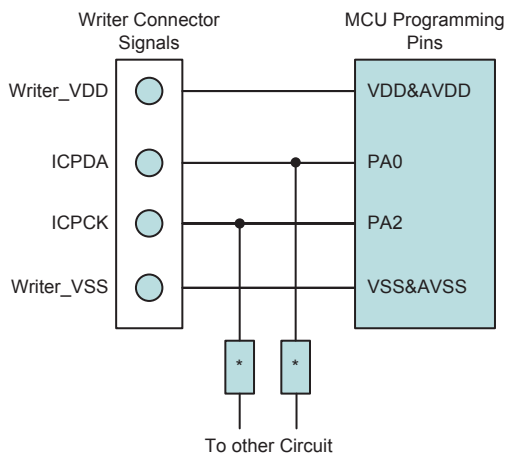 Writer Connector
Signals
MCU Programming
Pins
Writer_VDD
VDD&AVDD
ICPDA
PA0
ICPCK
PA2
Writer_VSS
VSS&AVSS
*
*
To other Circuit